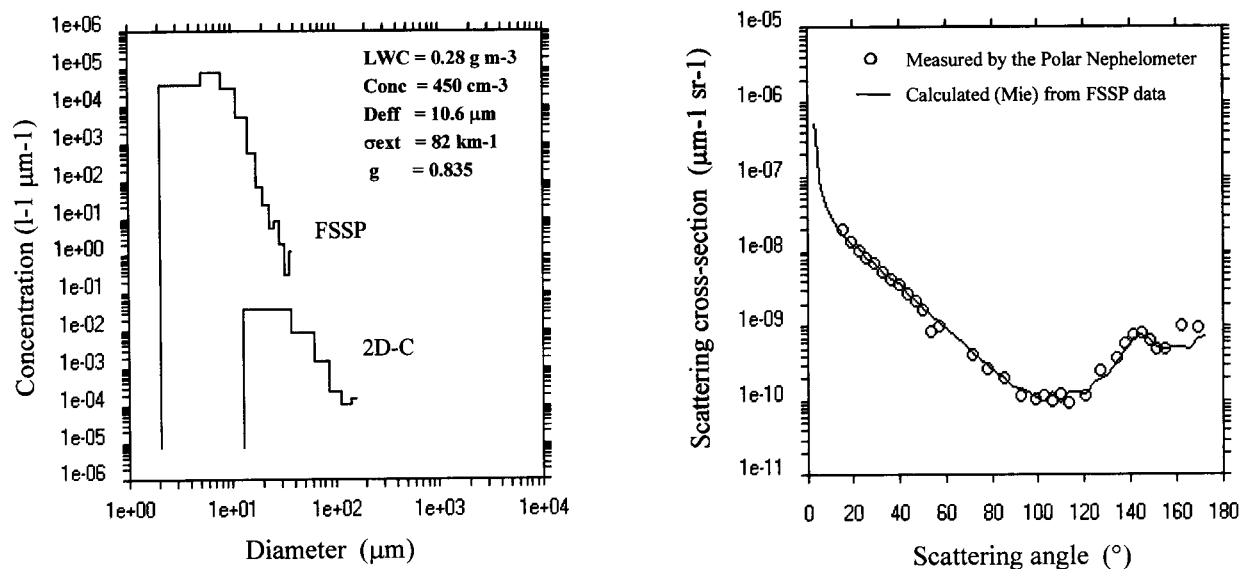 1e+06
1e+05
1e+04
1e+03
1e+02
1e+01
1e+00
1e-01
1e-02
1e-03
1e-04
1e-05
1e-06
Concentration (l-1 µm-1)
LWC = 0.28 g m-3
Conc = 450 cm-3
Deff = 10.6 µm
σext = 82 km-1
g = 0.835
FSSP
2D-C
1e+00 1e+01 1e+02 1e+03 1e+04
Diameter (µm)
1e-05
1e-06
1e-07
1e-08
1e-09
1e-10
1e-11
Scattering cross-section (µm-1 sr-1)
Measured by the Polar Nephelometer
Calculated (Mie) from FSSP data
0 20 40 60 80 100 120 140 160 180
Scattering angle (°)